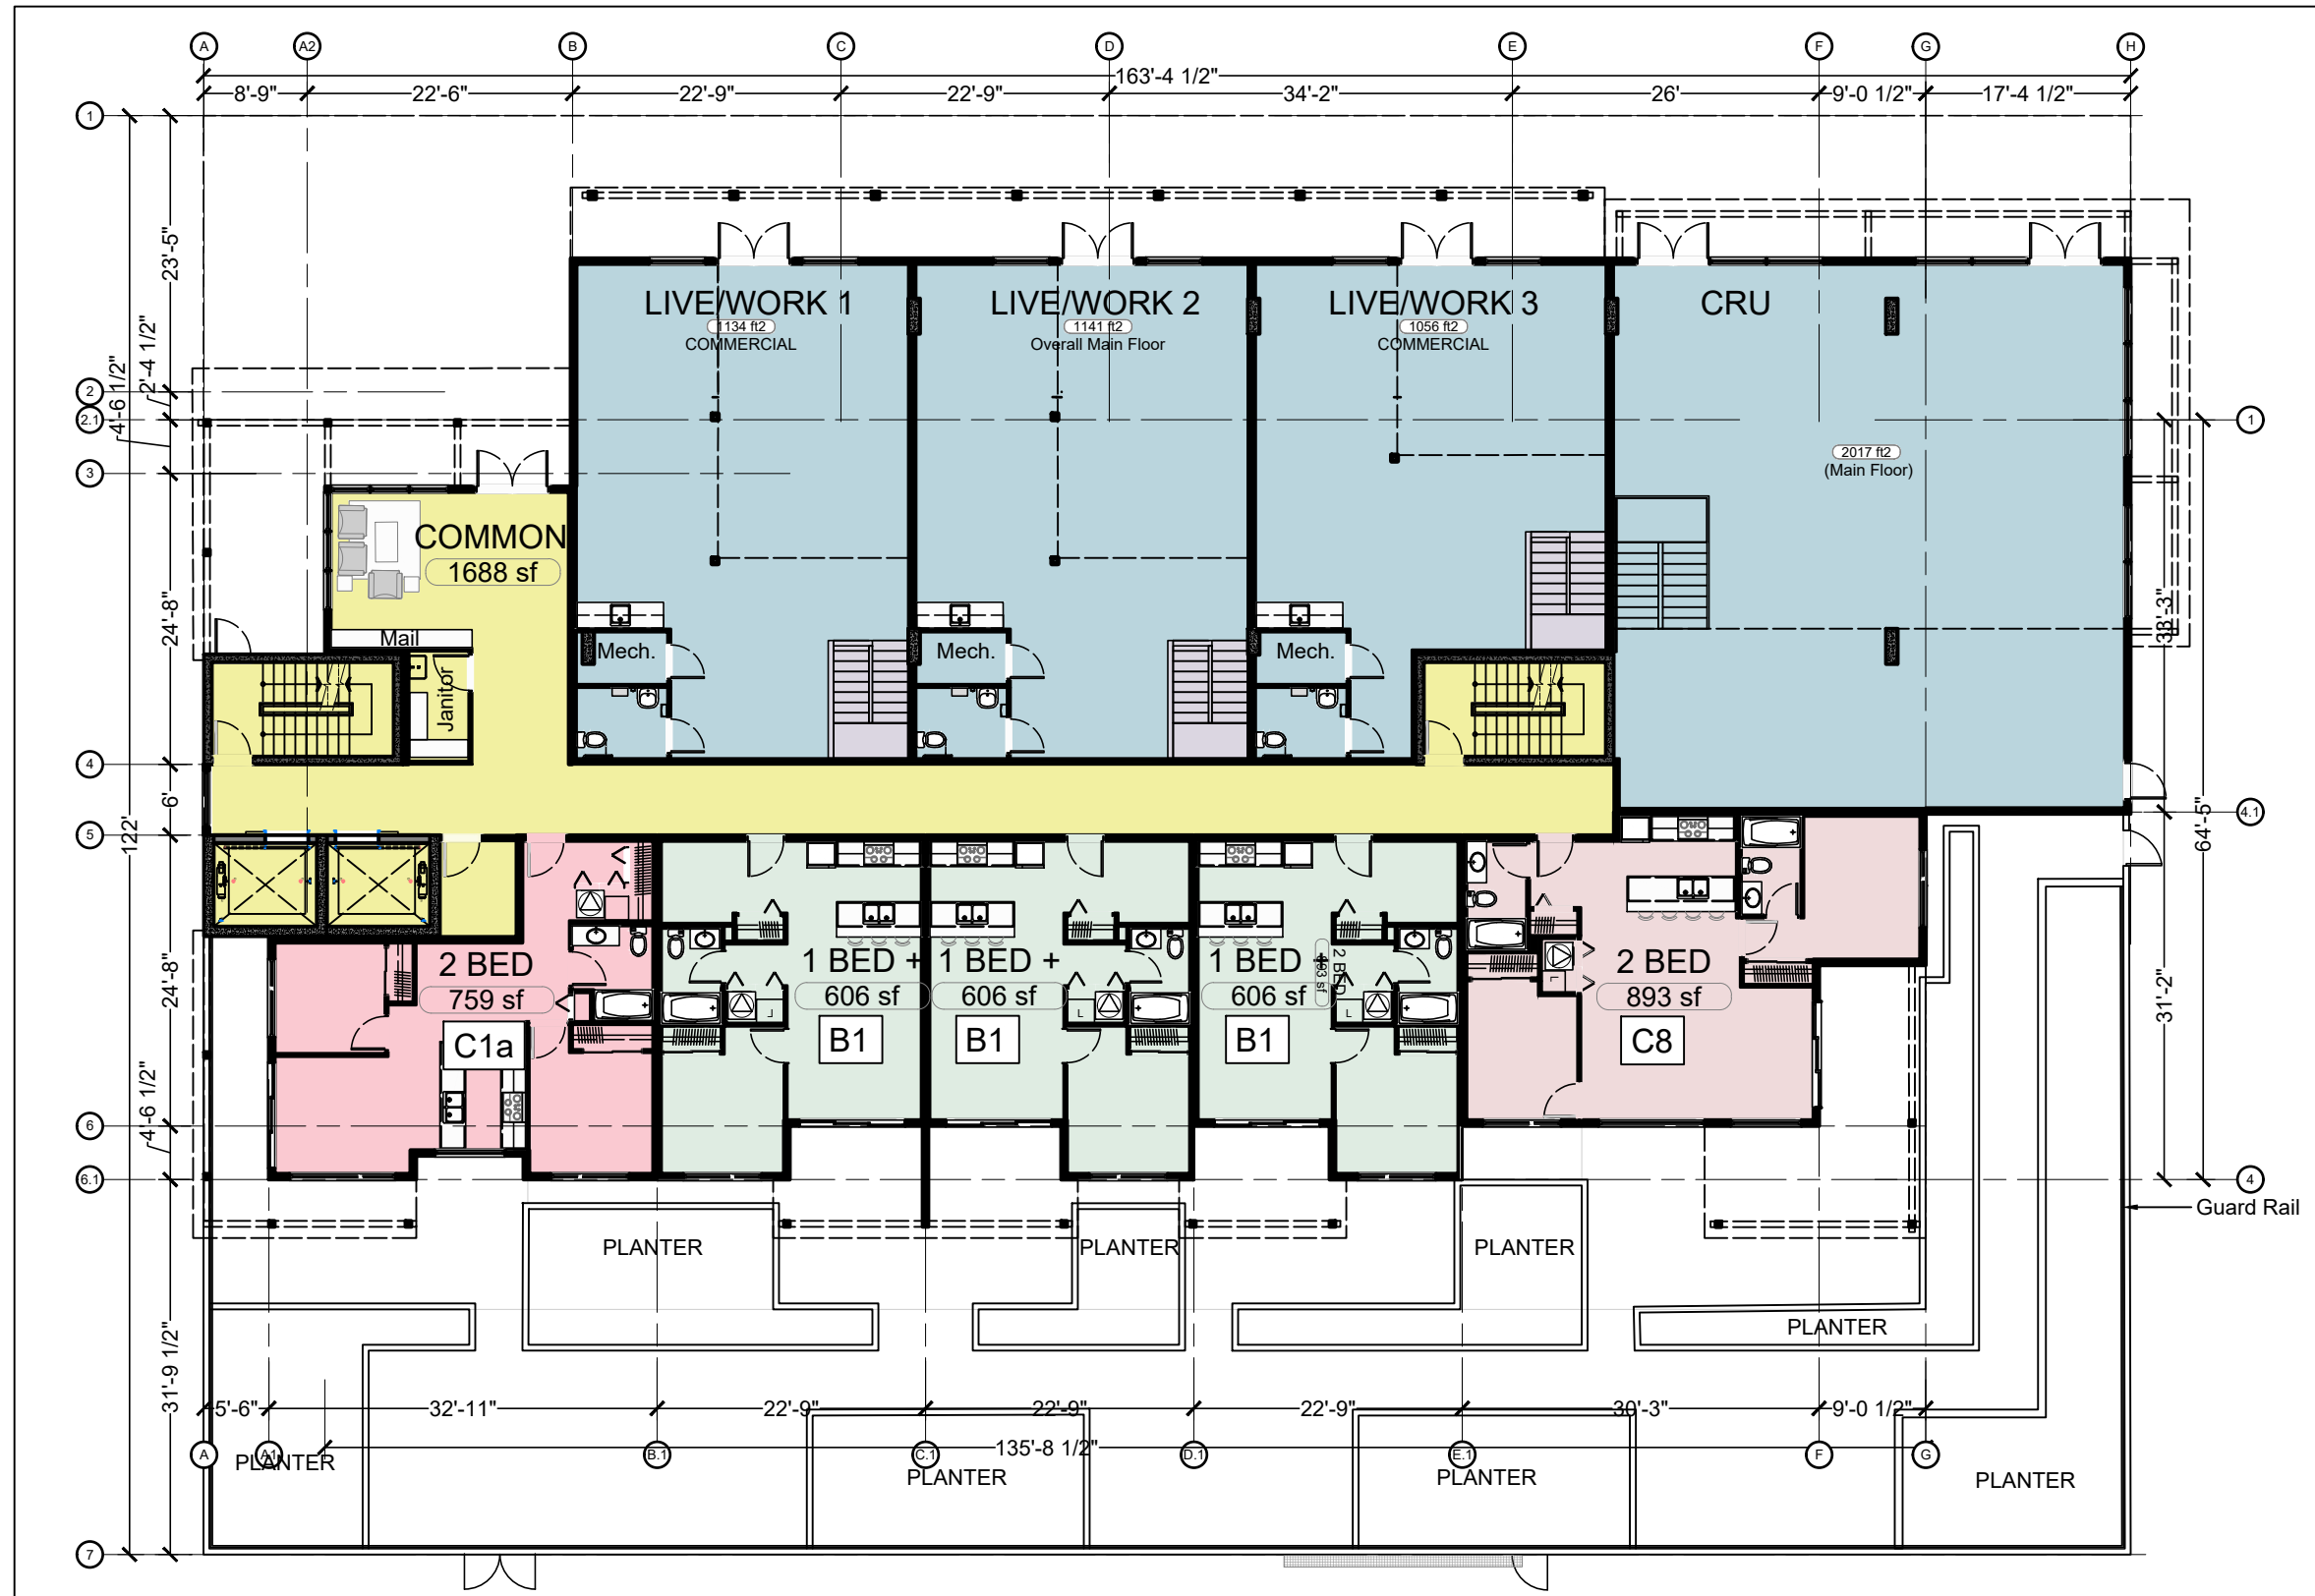 A A2 B C D E F G H
163'-4 1/2"
8'-9" 22'-6" 22'-9" 22'-9" 34'-2" 26' 9'-0 1/2" 17'-4 1/2"
1
23'-5"
LIVE/WORK 1
1134 ft2
COMMERCIAL
LIVE/WORK 2
1141 ft2
Overall Main Floor
LIVE/WORK 3
1056 ft2
COMMERCIAL
CRU
2'-4 1/2"
4'-6 1/2"
2
2.1
1
3
2017 ft2
(Main Floor)
COMMON
1688 sf
24'-8"
Mail
Janitor
Mech.
Mech.
Mech.
4
6'
5
122'
4.1
64'-5"
24'-8"
2 BED
759 sf
C1a
1 BED +
606 sf
B1
1 BED +
606 sf
B1
1 BED +
606 sf
B1
2 BED
893 sf
2 BED
893 sf
C8
31'-2"
4'-6 1/2"
6
6.1
4
Guard Rail
PLANTER
PLANTER
PLANTER
PLANTER
31'-9 1/2"
5'-6" 32'-11" 22'-9" 22'-9" 22'-9" 30'-3" 9'-0 1/2"
135'-8 1/2"
A A1 B.1 C.1 D.1 E.1 F G
PLANTER
PLANTER
PLANTER
PLANTER
7